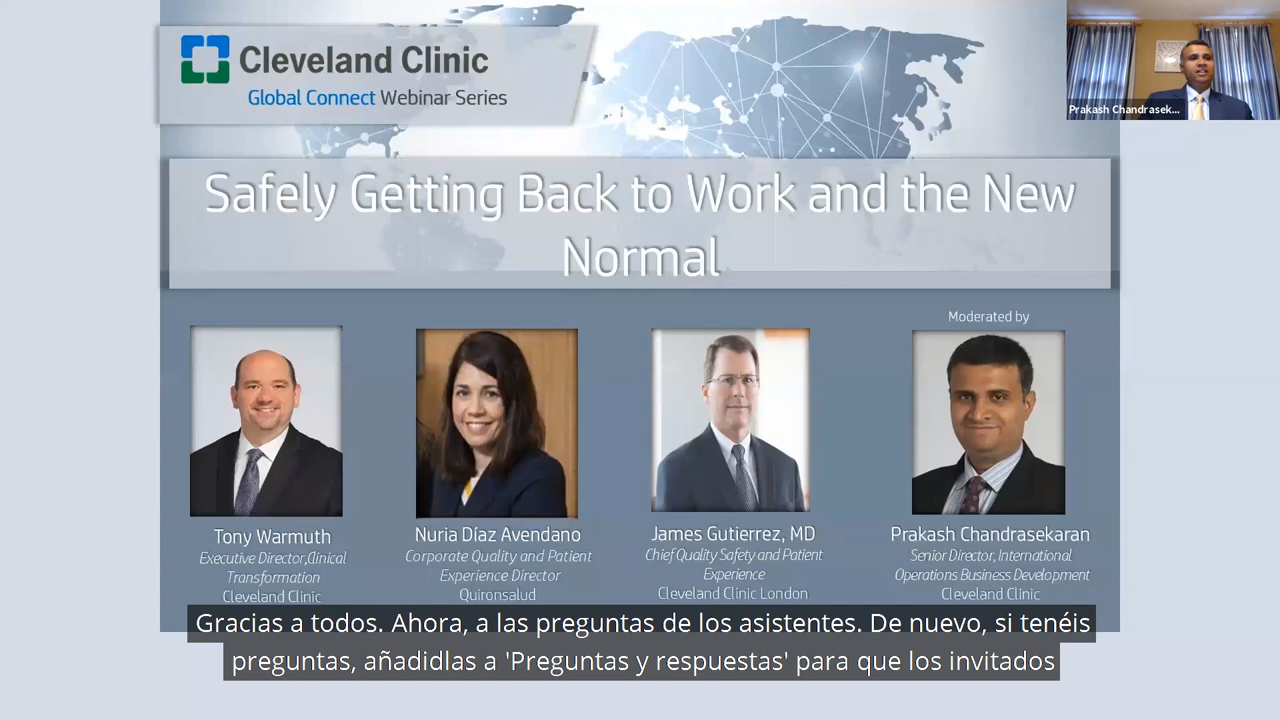 Cleveland Clinic
Global Connect Webinar Series
Prakash Chandrasek...
Safely Getting Back to Work and the New
Normal
Moderated by
Tony Warmuth
Executive Director,Clinical
Transformation
Cleveland Clinic
Nuria Díaz Avendano
Corporate Quality and Patient
Experience Director
Quironsalud
James Gutierrez, MD
Chief Quality Safety and Patient
Experience
Cleveland Clinic London
Prakash Chandrasekaran
Senior Director, International
Operations Business Development
Cleveland Clinic
Gracias a todos. Ahora, a las preguntas de los asistentes. De nuevo, si tenéis
preguntas, añadidlas a 'Preguntas y respuestas' para que los invitados